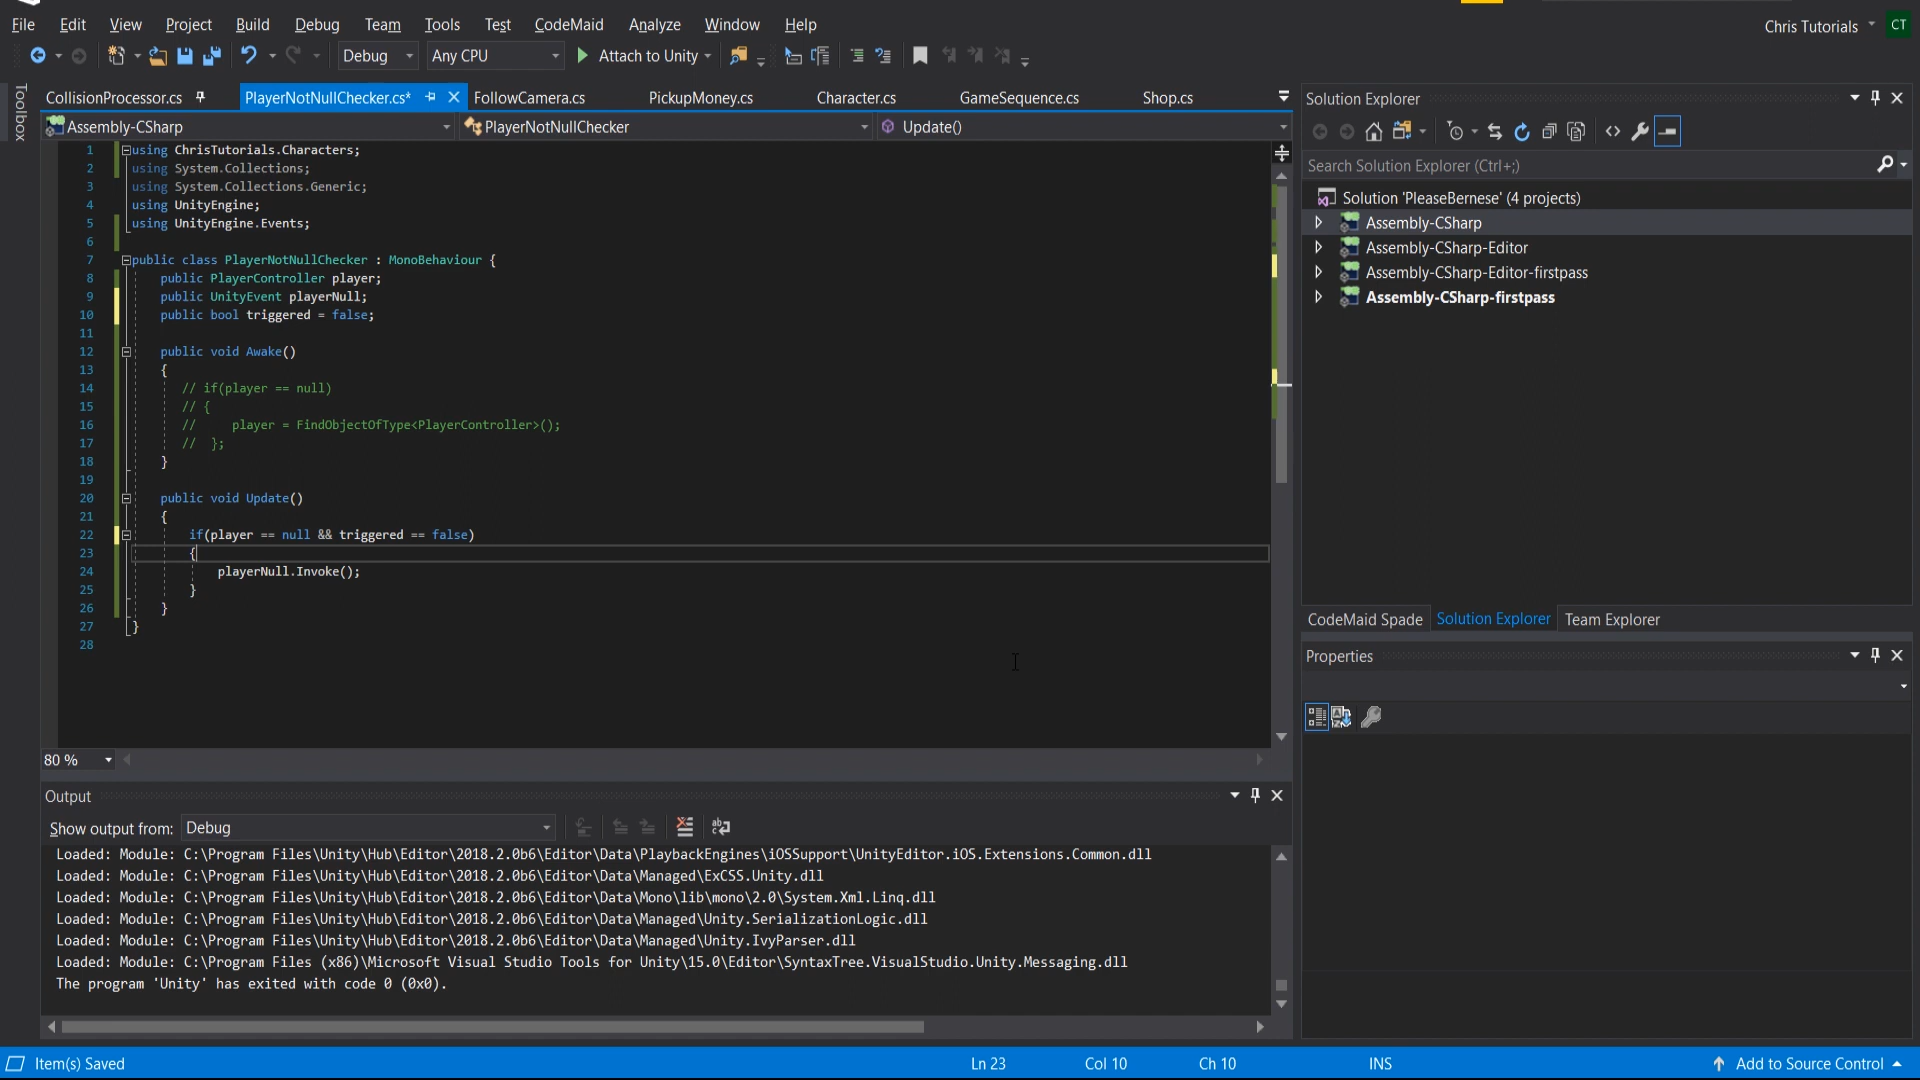 File Edit View Project Build Debug Team Tools Test CodeMaid Analyze Window Help
Chris Tutorials CT
Debug Any CPU Attach to Unity
Toolbox
CollisionProcessor.cs PlayerNotNullChecker.cs* FollowCamera.cs PickupMoney.cs Character.cs GameSequence.cs Shop.cs
Assembly-CSharp PlayerNotNullChecker Update()
1 using ChrisTutorials.Characters;
2 using System.Collections;
3 using System.Collections.Generic;
4 using UnityEngine;
5 using UnityEngine.Events;
6
7 public class PlayerNotNullChecker : MonoBehaviour {
8 public PlayerController player;
9 public UnityEvent playerNull;
10 public bool triggered = false;
11
12 public void Awake()
13 {
14 // if(player == null)
15 // {
16 // player = FindObjectOfType<PlayerController>();
17 // };
18 }
19
20 public void Update()
21 {
22 if(player == null && triggered == false)
23 {
24 playerNull.Invoke();
25 }
26 }
27 }
28
80 %
Output
Show output from: Debug
Loaded: Module: C:\Program Files\Unity\Hub\Editor\2018.2.0b6\Editor\Data\PlaybackEngines\iOSSupport\UnityEditor.iOS.Extensions.Common.dll
Loaded: Module: C:\Program Files\Unity\Hub\Editor\2018.2.0b6\Editor\Data\Managed\ExCSS.Unity.dll
Loaded: Module: C:\Program Files\Unity\Hub\Editor\2018.2.0b6\Editor\Data\Mono\lib\mono\2.0\System.Xml.Linq.dll
Loaded: Module: C:\Program Files\Unity\Hub\Editor\2018.2.0b6\Editor\Data\Managed\Unity.SerializationLogic.dll
Loaded: Module: C:\Program Files\Unity\Hub\Editor\2018.2.0b6\Editor\Data\Managed\Unity.IvyParser.dll
Loaded: Module: C:\Program Files (x86)\Microsoft Visual Studio Tools for Unity\15.0\Editor\SyntaxTree.VisualStudio.Unity.Messaging.dll
The program 'Unity' has exited with code 0 (0x0).
Solution Explorer
Search Solution Explorer (Ctrl+;)
Solution 'PleaseBernese' (4 projects)
Assembly-CSharp
Assembly-CSharp-Editor
Assembly-CSharp-Editor-firstpass
Assembly-CSharp-firstpass
CodeMaid Spade Solution Explorer Team Explorer
Properties
Item(s) Saved Ln 23 Col 10 Ch 10 INS Add to Source Control